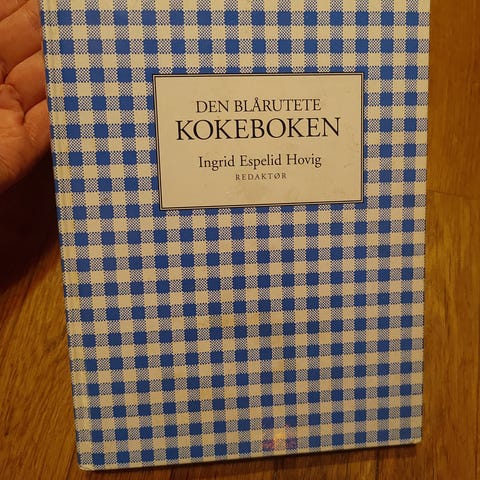 DEN BLÅRUTETE
KOKEBOKEN
Ingrid Espelid Hovig
REDAKTØR